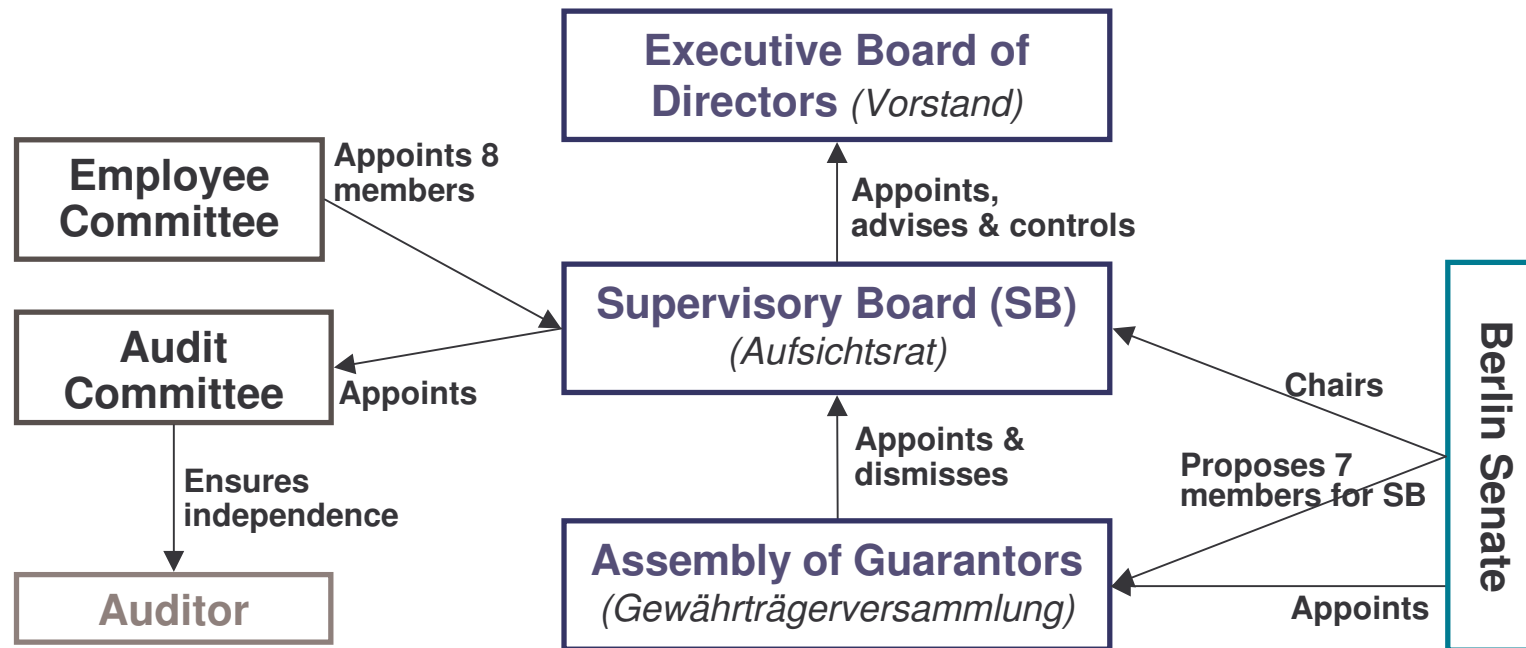 Executive Board of
Directors (Vorstand)
Employee
Committee
Appoints 8
members
Appoints,
advises & controls
Supervisory Board (SB)
(Aufsichtsrat)
Audit
Committee
Appoints
Chairs
Berlin Senate
Appoints &
dismisses
Proposes 7
members for SB
Ensures
independence
Assembly of Guarantors
(Gewährträgerversammlung)
Appoints
Auditor